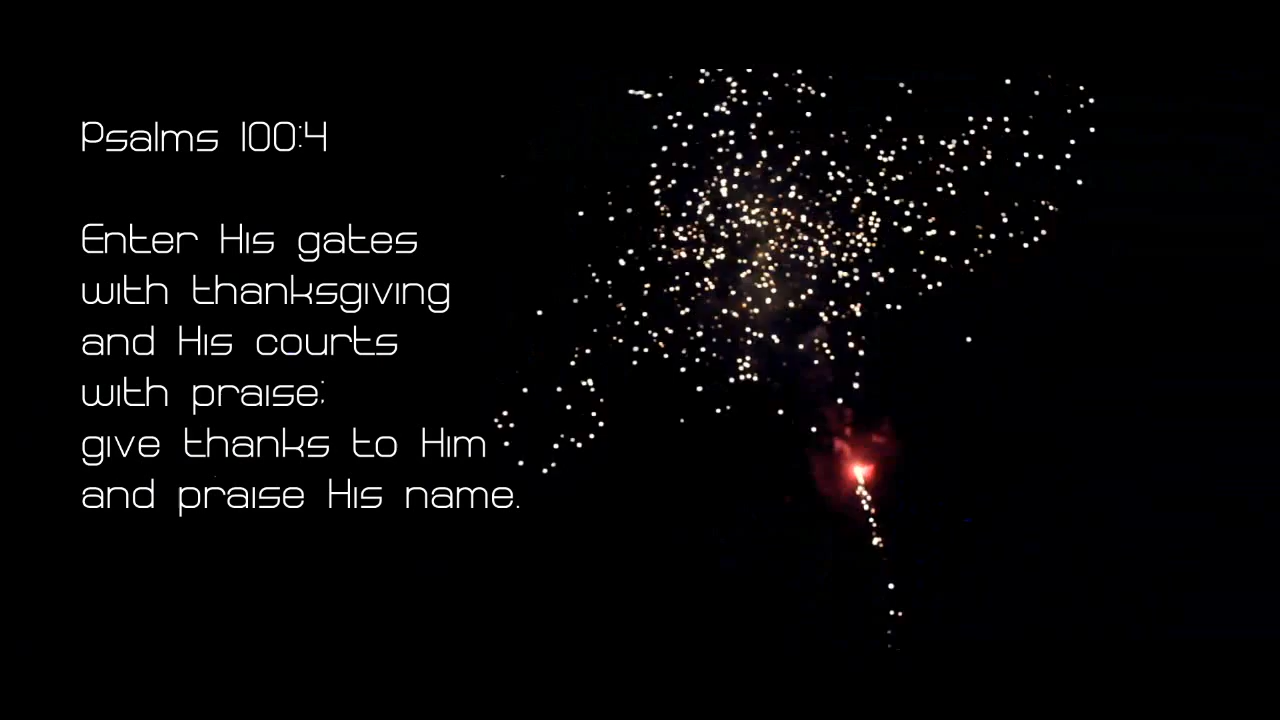 Psalms 100:4
Enter His gates
with thanksgiving
and His courts
with praise;
give thanks to Him
and praise His name.